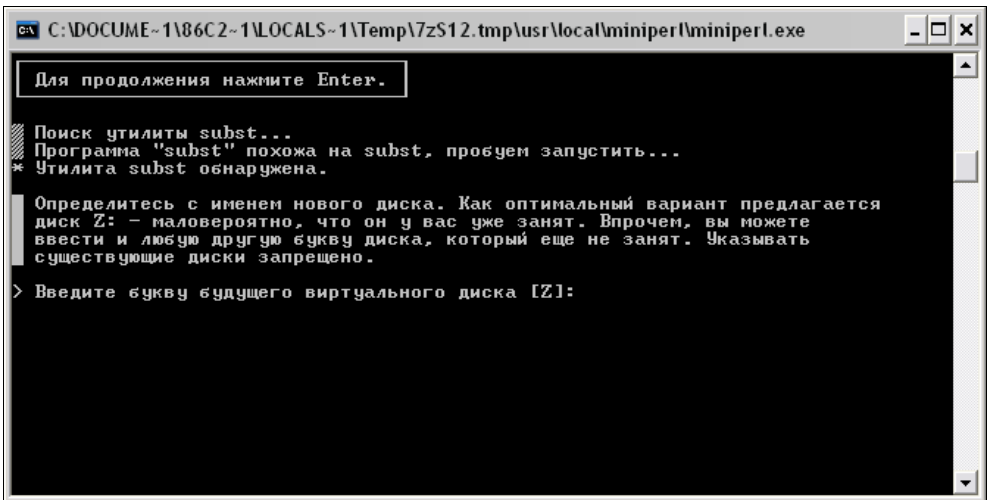 C:\DOCUME~1\86C2~1\LOCALS~1\Temp\7zS12.tmp\usr\local\miniperl\miniperl.exe
Для продолжения нажмите Enter.
Поиск утилиты subst...
Программа "subst" похожа на subst, пробуем запустить...
* Утилита subst обнаружена.
Определитесь с именем нового диска. Как оптимальный вариант предлагается
диск Z: - маловероятно, что он у вас уже занят. Впрочем, вы можете
ввести и любую другую букву диска, который еще не занят. Указывать
существующие диски запрещено.
> Введите букву будущего виртуального диска [Z]: